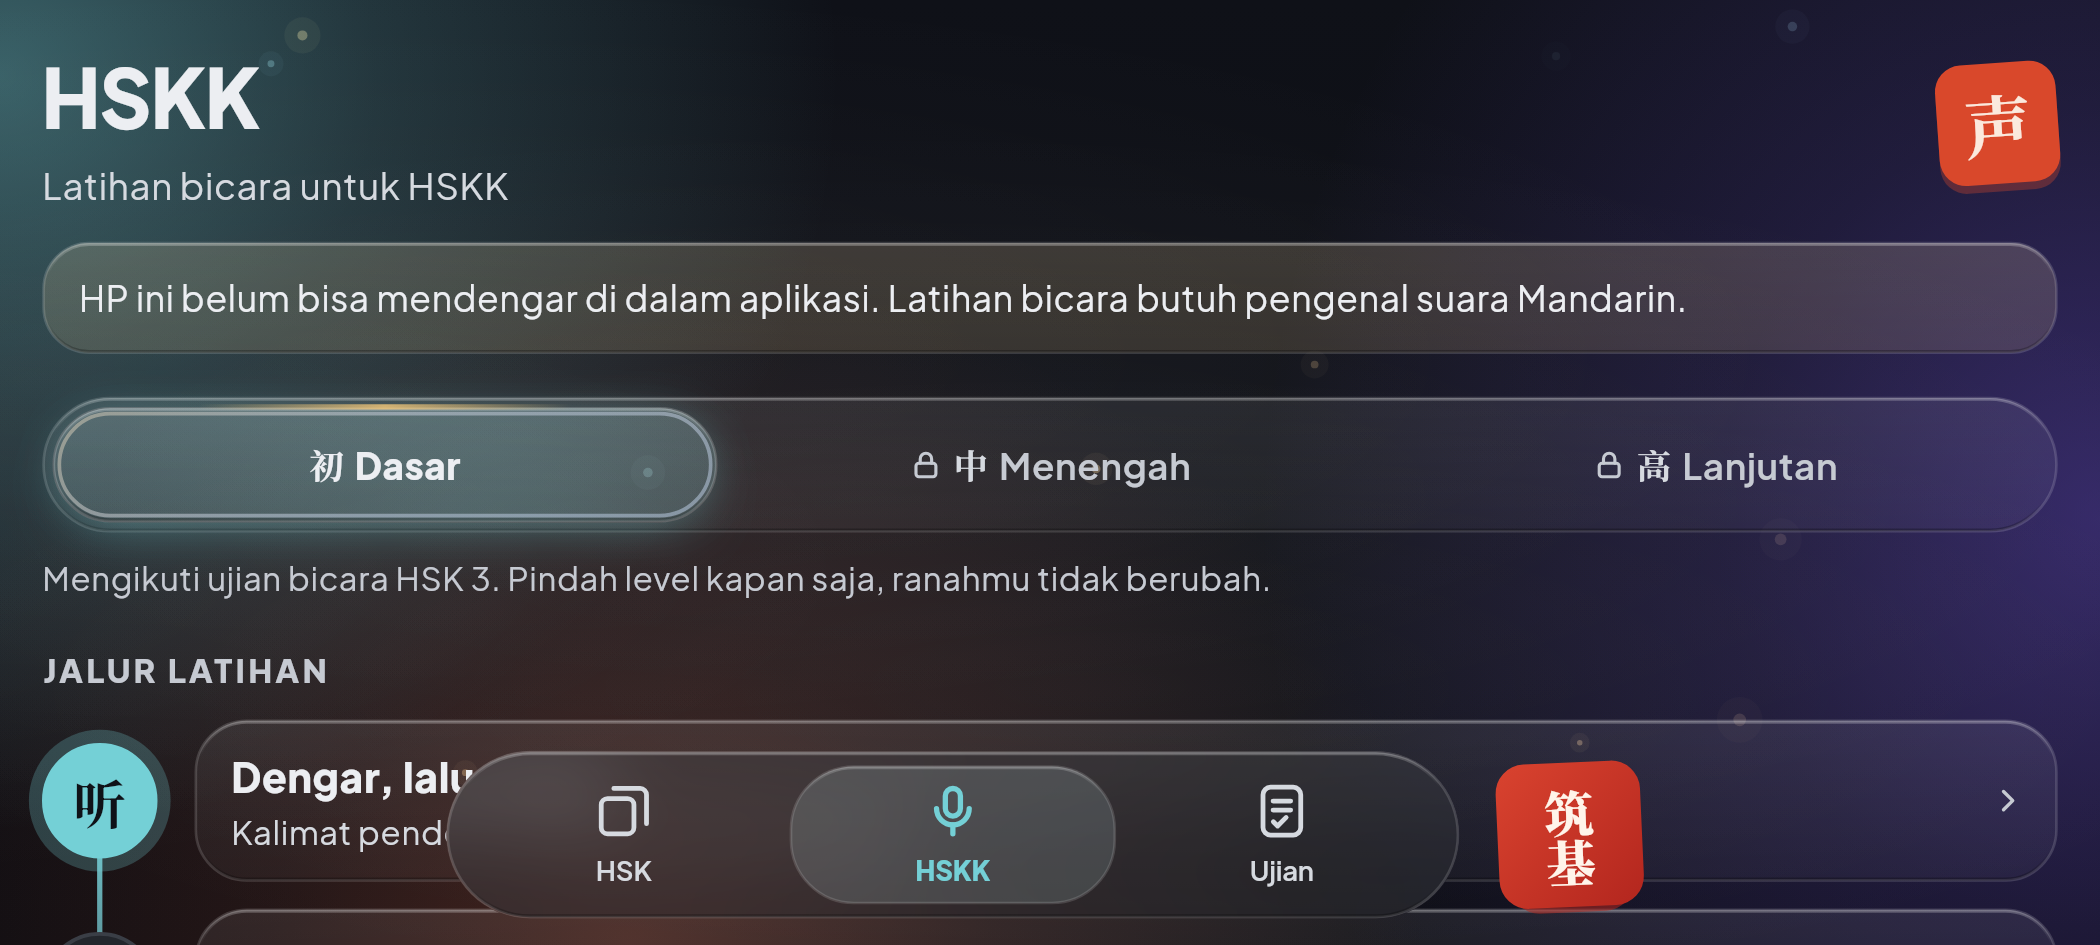 HSKK
声
Latihan bicara untuk HSKK
HP ini belum bisa mendengar di dalam aplikasi. Latihan bicara butuh pengenal suara Mandarin.
初 Dasar
中 Menengah
高 Lanjutan
Mengikuti ujian bicara HSK 3. Pindah level kapan saja, ranahmu tidak berubah.
JALUR LATIHAN
听
Dengar, lalu
Kalimat pend
HSK
HSKK
Ujian
筑
基